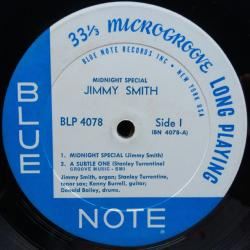 33⅓ MICROGROOVE LONG PLAYING
BLUE NOTE RECORDS INC • NEW YORK USA
MIDNIGHT SPECIAL
JIMMY SMITH
BLP 4078
Side I
(BN 4078-A)
1. MIDNIGHT SPECIAL (Jimmy Smith)
2. A SUBTLE ONE (Stanley Turrentine)
GROOVE MUSIC - BMI
Jimmy Smith, organ; Stanley Turrentine,
tenor sax; Kenny Burrell, guitar;
Donald Bailey, drums.
BLUE
NOTE